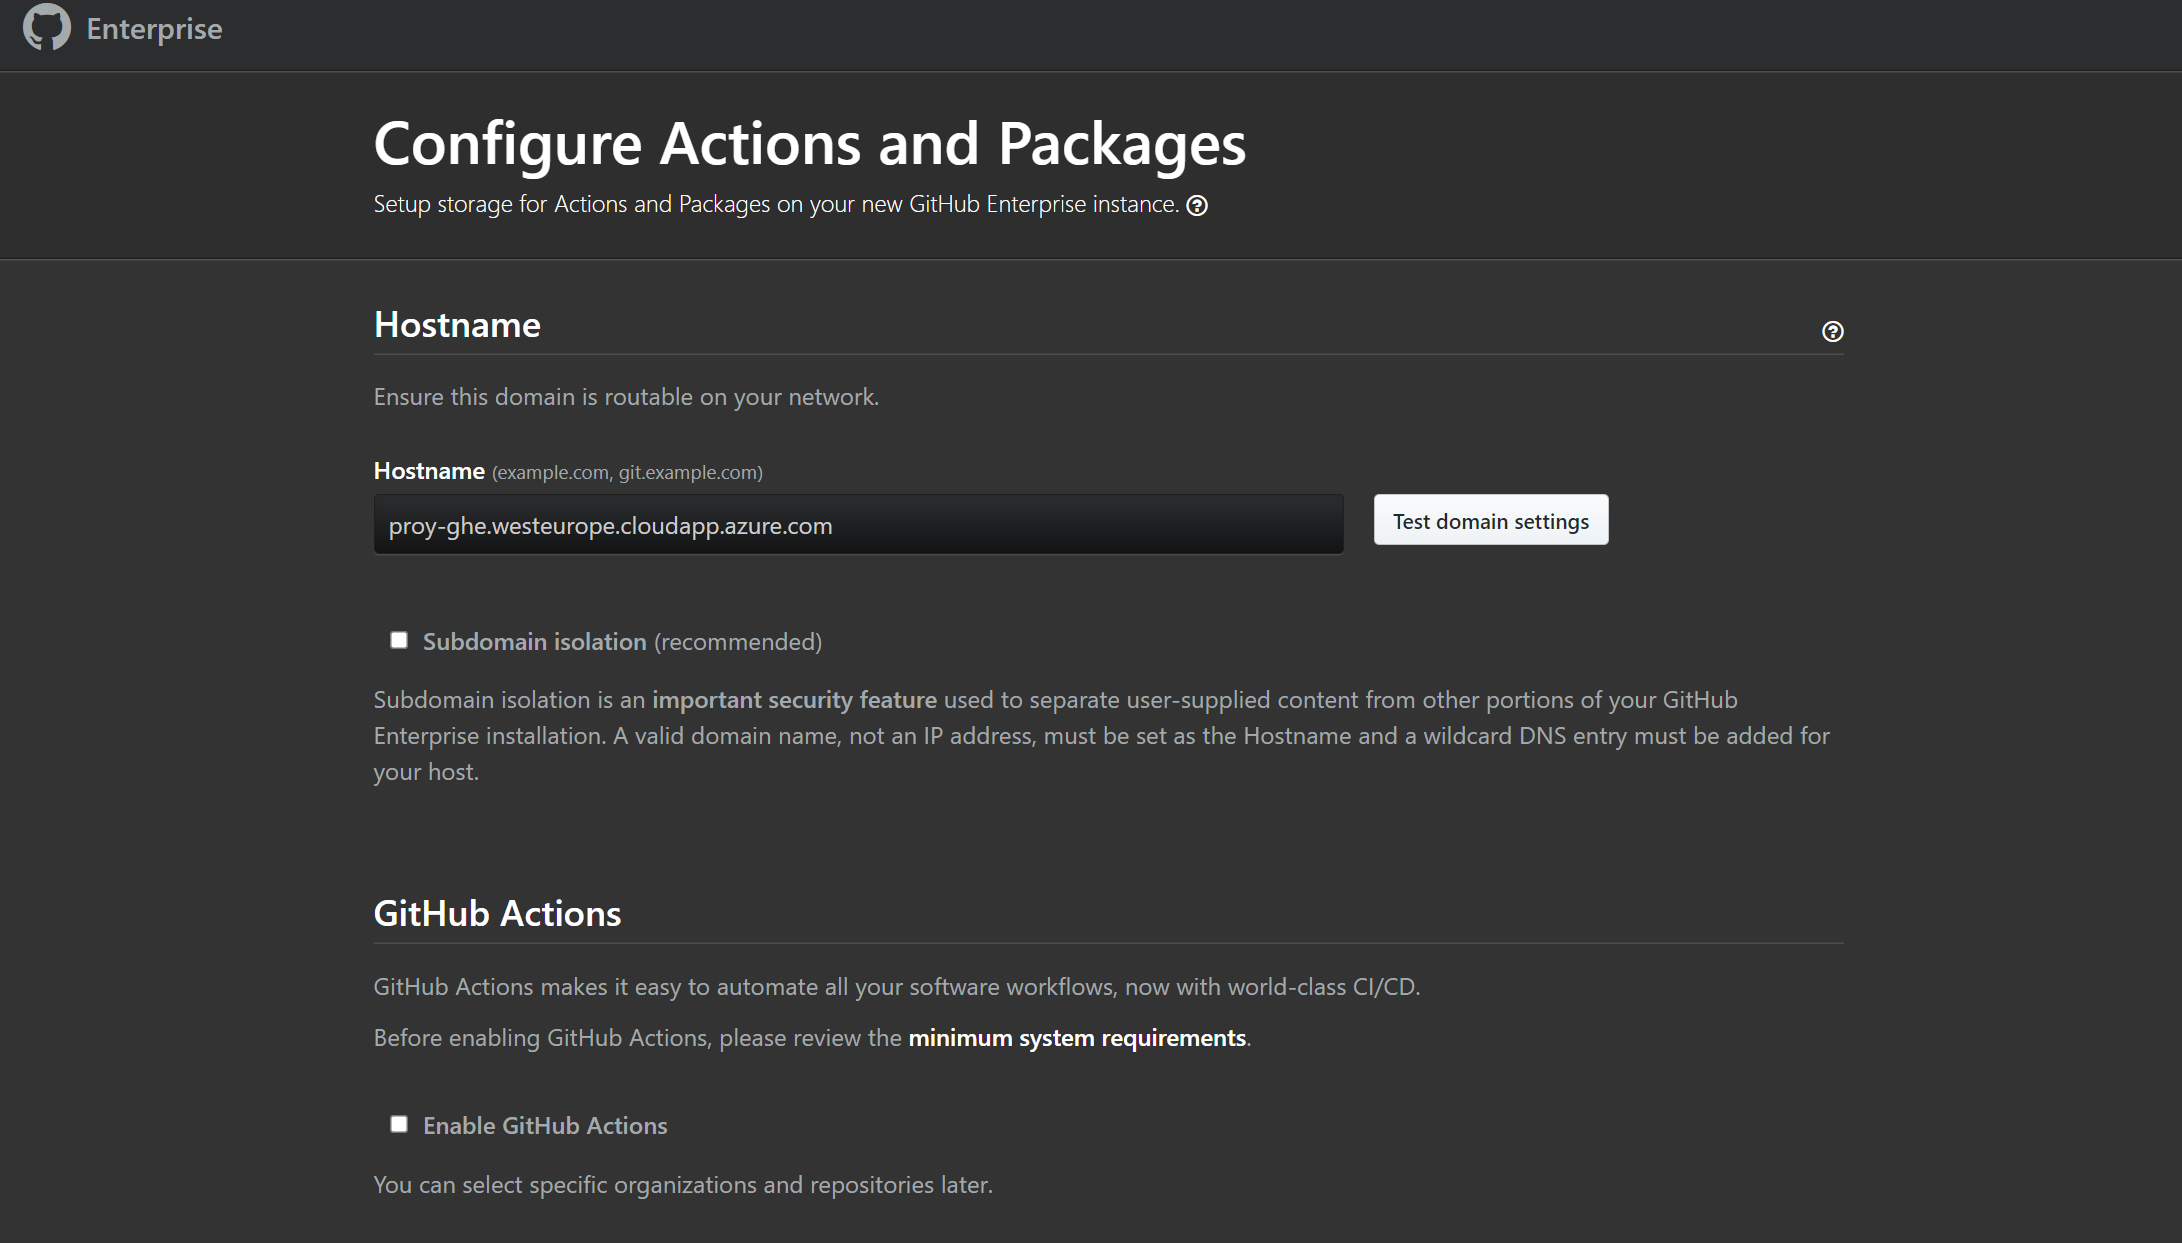 Enterprise
Configure Actions and Packages
Setup storage for Actions and Packages on your new GitHub Enterprise instance.
Hostname
Ensure this domain is routable on your network.
Hostname (example.com, git.example.com)
proy-ghe.westeurope.cloudapp.azure.com
Test domain settings
Subdomain isolation (recommended)
Subdomain isolation is an important security feature used to separate user-supplied content from other portions of your GitHub
Enterprise installation. A valid domain name, not an IP address, must be set as the Hostname and a wildcard DNS entry must be added for
your host.
GitHub Actions
GitHub Actions makes it easy to automate all your software workflows, now with world-class CI/CD.
Before enabling GitHub Actions, please review the minimum system requirements.
Enable GitHub Actions
You can select specific organizations and repositories later.